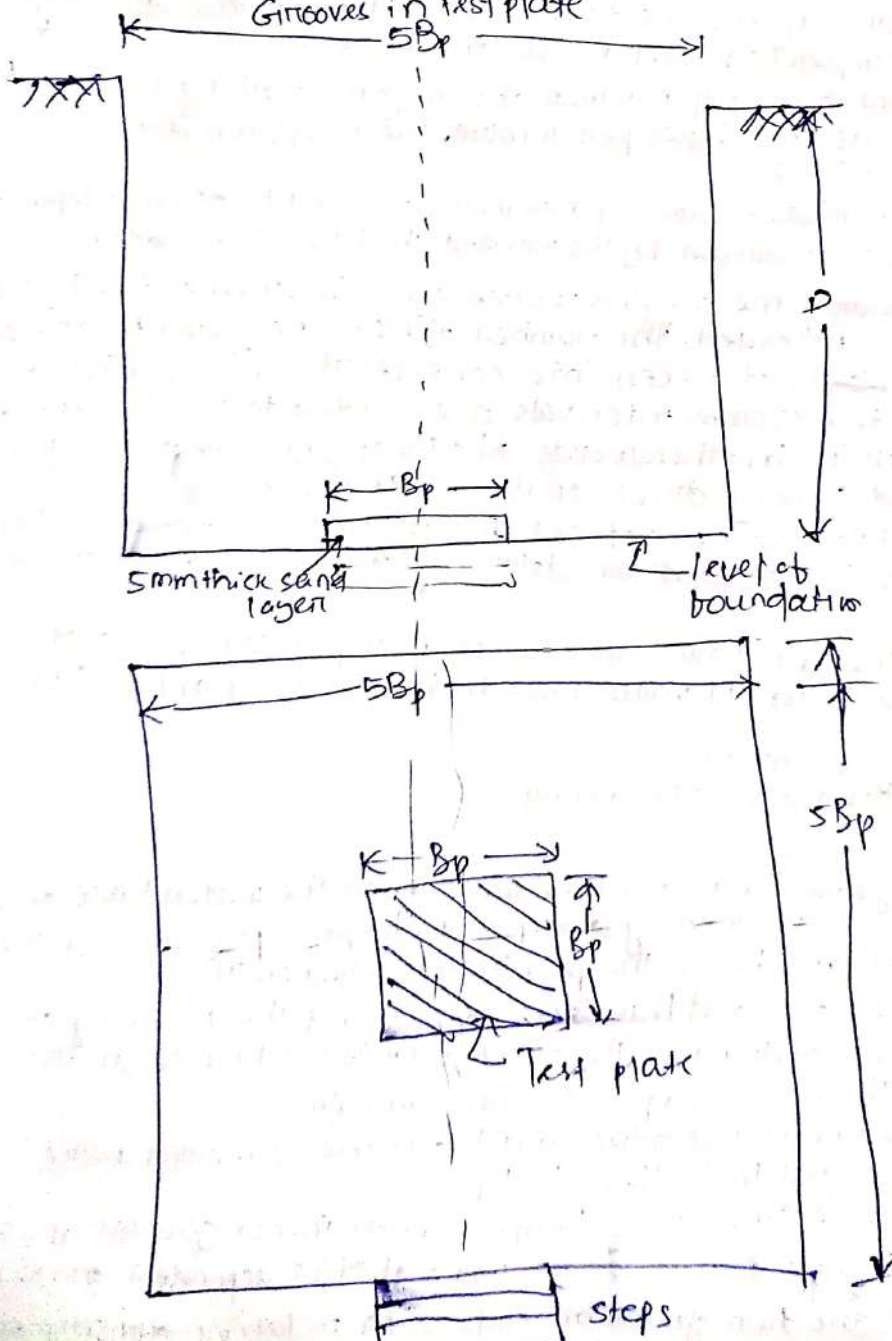 Grooves in test plate
5Bp
D
Bp
5mm thick sand
layer
level of
foundation
5Bp
5Bp
Bp
Bp
Test plate
steps